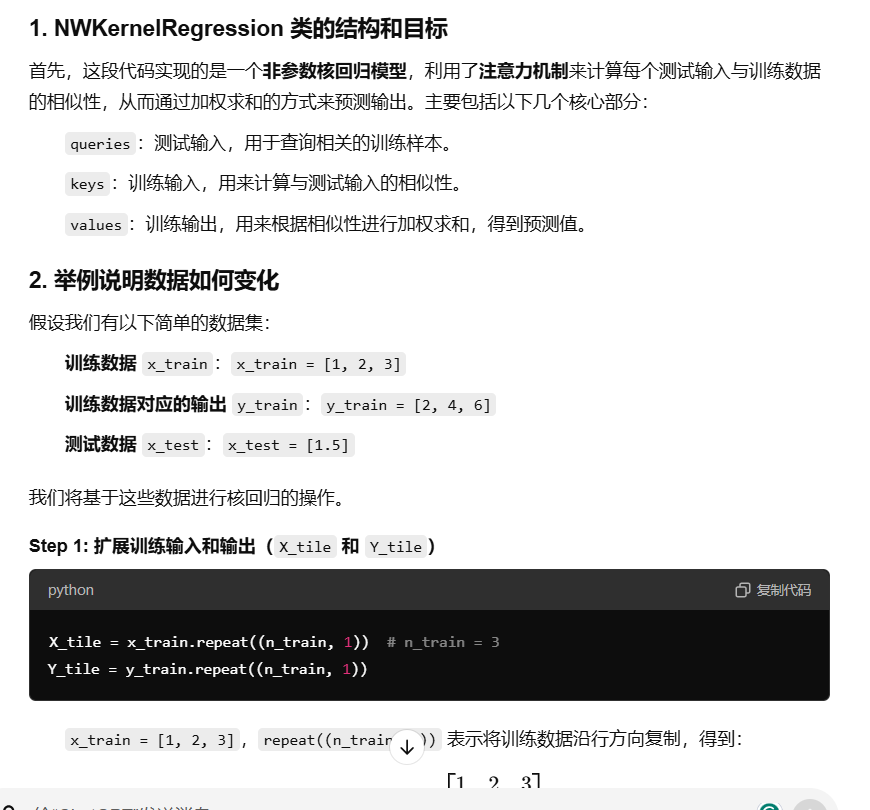 1. NWKernelRegression 类的结构和目标
首先，这段代码实现的是一个非参数核回归模型，利用了注意力机制来计算每个测试输入与训练数据
的相似性，从而通过加权求和的方式来预测输出。主要包括以下几个核心部分：
queries：测试输入，用于查询相关的训练样本。
keys：训练输入，用来计算与测试输入的相似性。
values：训练输出，用来根据相似性进行加权求和，得到预测值。
2. 举例说明数据如何变化
假设我们有以下简单的数据集：
训练数据 x_train：x_train = [1, 2, 3]
训练数据对应的输出 y_train：y_train = [2, 4, 6]
测试数据 x_test：x_test = [1.5]
我们将基于这些数据进行核回归的操作。
Step 1: 扩展训练输入和输出（X_tile 和 Y_tile）
python 复制代码
X_tile = x_train.repeat((n_train, 1))  # n_train = 3
Y_tile = y_train.repeat((n_train, 1))
x_train = [1, 2, 3]，repeat((n_train )) 表示将训练数据沿行方向复制，得到：
[1 2 3]